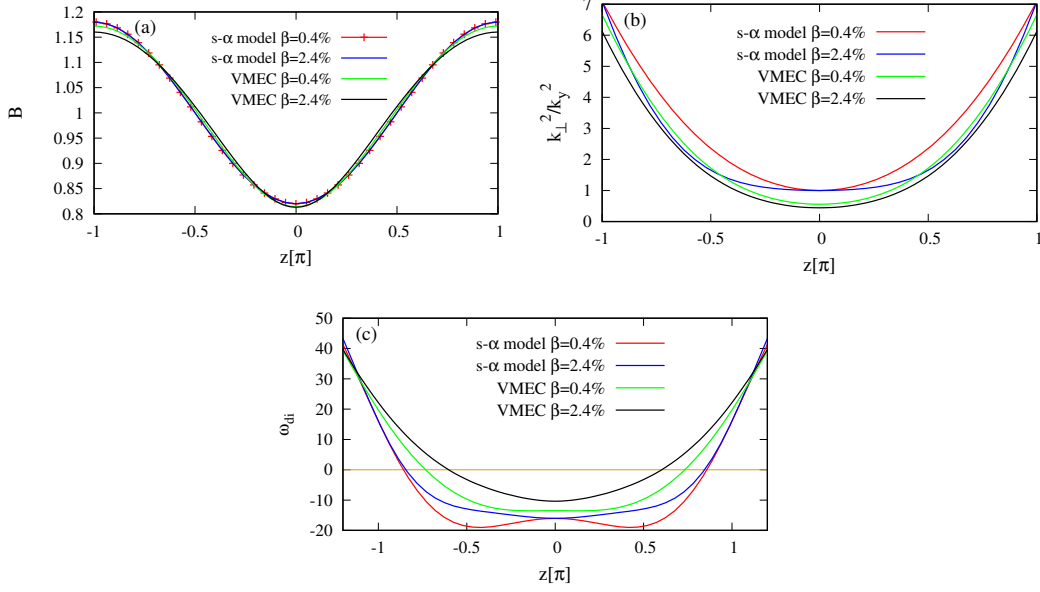 (a)
s-α model β=0.4%
s-α model β=2.4%
VMEC β=0.4%
VMEC β=2.4%
B
1.2
1.15
1.1
1.05
1
0.95
0.9
0.85
0.8
-1 -0.5 0 0.5 1
z[π]
(b)
s-α model β=0.4%
s-α model β=2.4%
VMEC β=0.4%
VMEC β=2.4%
k⊥²/ky²
7
6
5
4
3
2
1
0
-1 -0.5 0 0.5 1
z[π]
(c)
s-α model β=0.4%
s-α model β=2.4%
VMEC β=0.4%
VMEC β=2.4%
ωdi
50
40
30
20
10
0
-10
-20
-1 -0.5 0 0.5 1
z[π]